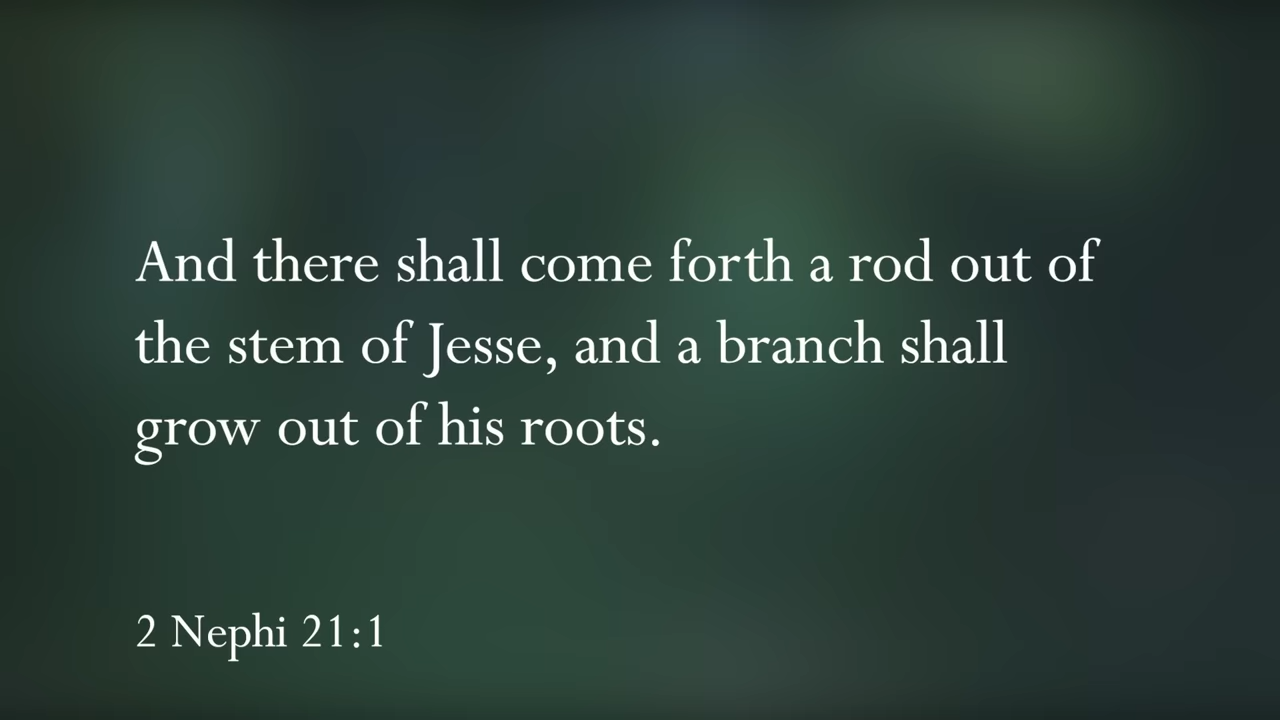 And there shall come forth a rod out of
the stem of Jesse, and a branch shall
grow out of his roots.
2 Nephi 21:1